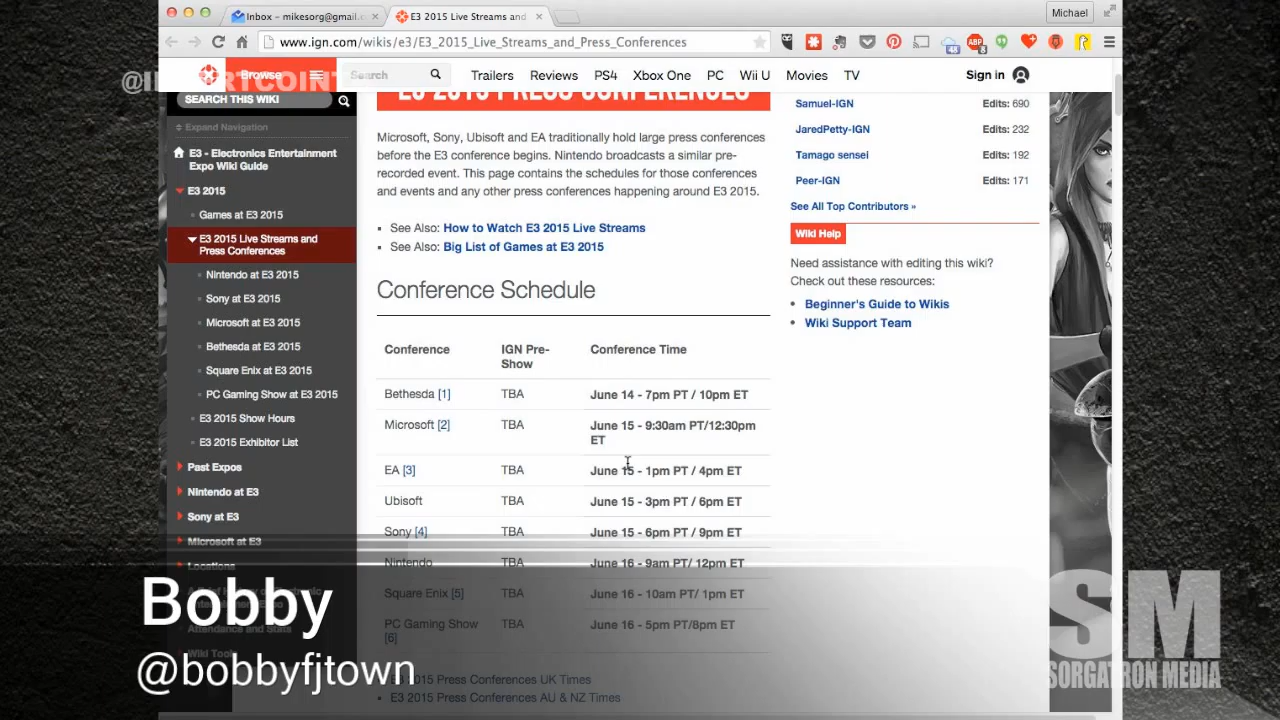 Inbox - mikesorg@gmail.
E3 2015 Live Streams and
Michael
www.ign.com/wikis/e3/E3_2015_Live_Streams_and_Press_Conferences
Browse
Search
Trailers
Reviews
PS4
Xbox One
PC
Wii U
Movies
TV
Sign in
SEARCH THIS WIKI
Expand Navigation
E3 - Electronics Entertainment
Expo Wiki Guide
E3 2015
Games at E3 2015
E3 2015 Live Streams and
Press Conferences
Nintendo at E3 2015
Sony at E3 2015
Microsoft at E3 2015
Bethesda at E3 2015
Square Enix at E3 2015
PC Gaming Show at E3 2015
E3 2015 Show Hours
E3 2015 Exhibitor List
Past Expos
Nintendo at E3
Sony at E3
Microsoft at E3
Locations
Attendance and Stats
Wiki Tools
E3 2015 PRESS CONFERENCES
Microsoft, Sony, Ubisoft and EA traditionally hold large press conferences
before the E3 conference begins. Nintendo broadcasts a similar pre-
recorded event. This page contains the schedules for those conferences
and events and any other press conferences happening around E3 2015.
See Also: How to Watch E3 2015 Live Streams
See Also: Big List of Games at E3 2015
Conference Schedule
Conference IGN Pre-Show Conference Time
Bethesda [1] TBA June 14 - 7pm PT / 10pm ET
Microsoft [2] TBA June 15 - 9:30am PT/12:30pm
ET
EA [3] TBA June 15 - 1pm PT / 4pm ET
Ubisoft TBA June 15 - 3pm PT / 6pm ET
Sony [4] TBA June 15 - 6pm PT / 9pm ET
Nintendo TBA June 16 - 9am PT/ 12pm ET
Square Enix [5] TBA June 16 - 10am PT/ 1pm ET
PC Gaming Show TBA June 16 - 5pm PT/8pm ET
[6]
E3 2015 Press Conferences UK Times
E3 2015 Press Conferences AU & NZ Times
Samuel-IGN Edits: 690
JaredPetty-IGN Edits: 232
Tamago sensei Edits: 192
Peer-IGN Edits: 171
See All Top Contributors »
Wiki Help
Need assistance with editing this wiki?
Check out these resources:
Beginner's Guide to Wikis
Wiki Support Team
Bobby
@bobbyfjtown
SM
SORGATRON MEDIA